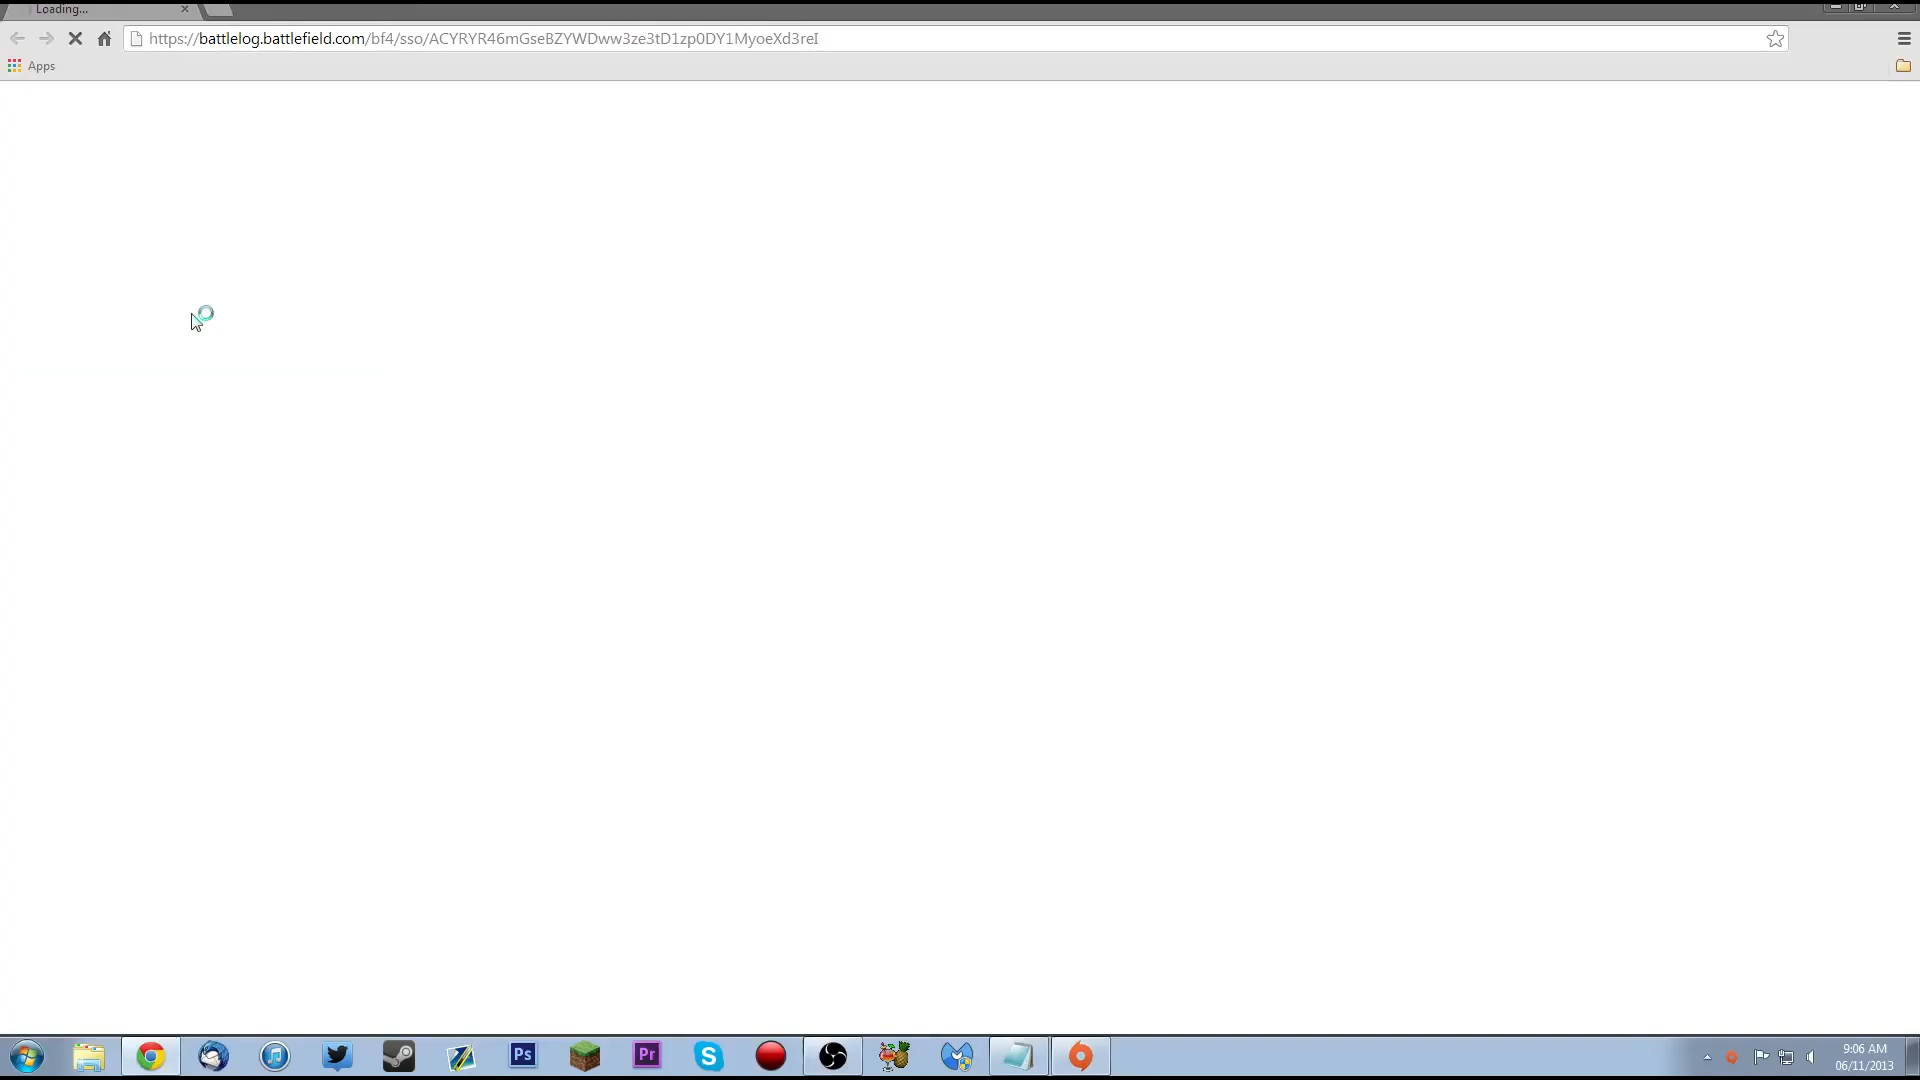 Loading...
https://battlelog.battlefield.com/bf4/sso/ACYRYR46mGseBZYWDww3ze3tD1zp0DY1MyoeXd3reI
Apps
Ps
Pr
S
9:06 AM
06/11/2013